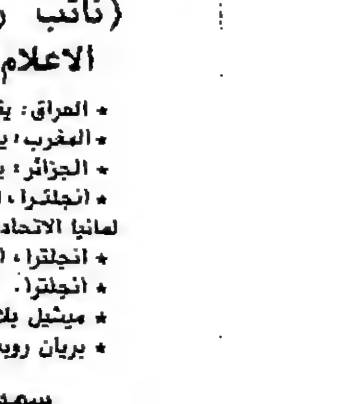 (نائب
الاعلام
* العراق: ي
* المغرب: ي
* الجزائر: ي
* انجلترا، ا
لمانيا الاتحاد
* انجلترا، ا
* انجلترا.
* ميشيل بلا
* بريان روب